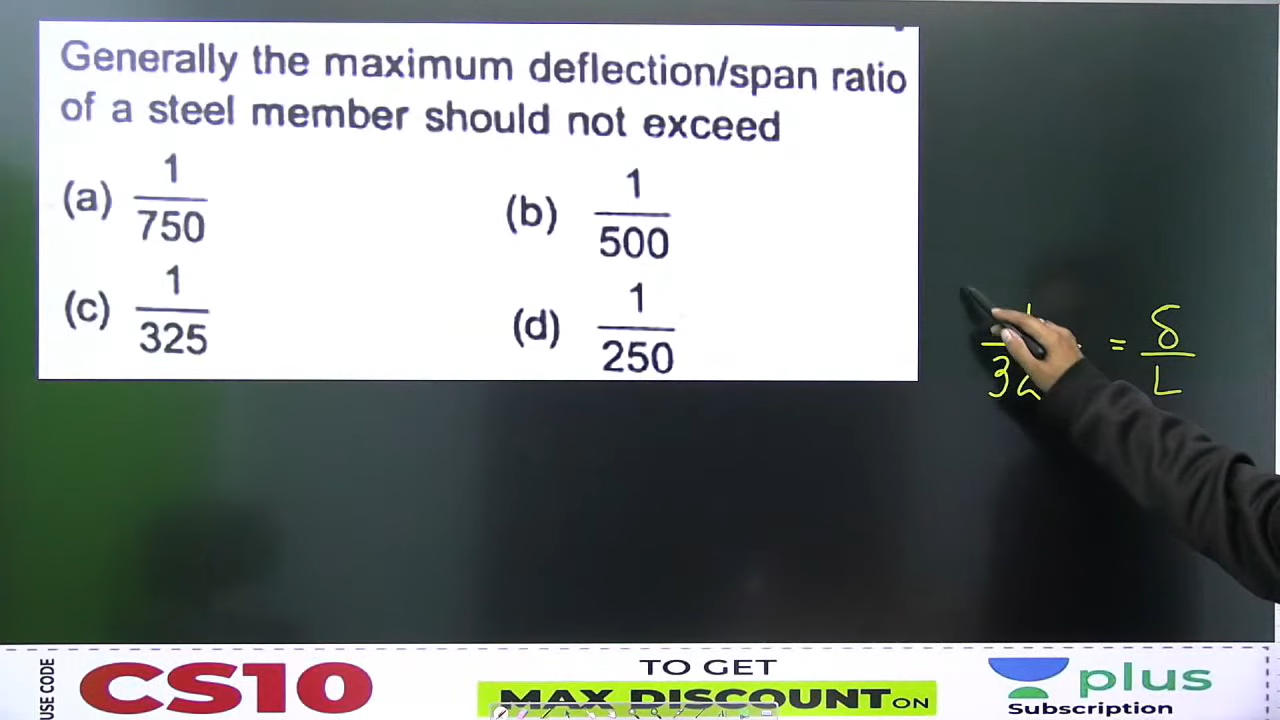 Generally the maximum deflection/span ratio
of a steel member should not exceed
(a) 1/750
(b) 1/500
(c) 1/325
(d) 1/250
= δ/L
USE CODE
CS10
TO GET
MAX DISCOUNT ON
plus
Subscription